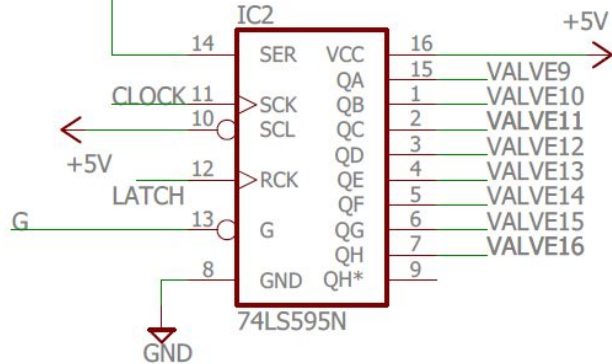 IC2
+5V
14 SER VCC 16
QA 15 VALVE9
CLOCK 11 SCK QB 1 VALVE10
10 SCL QC 2 VALVE11
+5V QD 3 VALVE12
12 RCK QE 4 VALVE13
LATCH QF 5 VALVE14
G 13 G QG 6 VALVE15
QH 7 VALVE16
8 GND QH* 9
74LS595N
GND